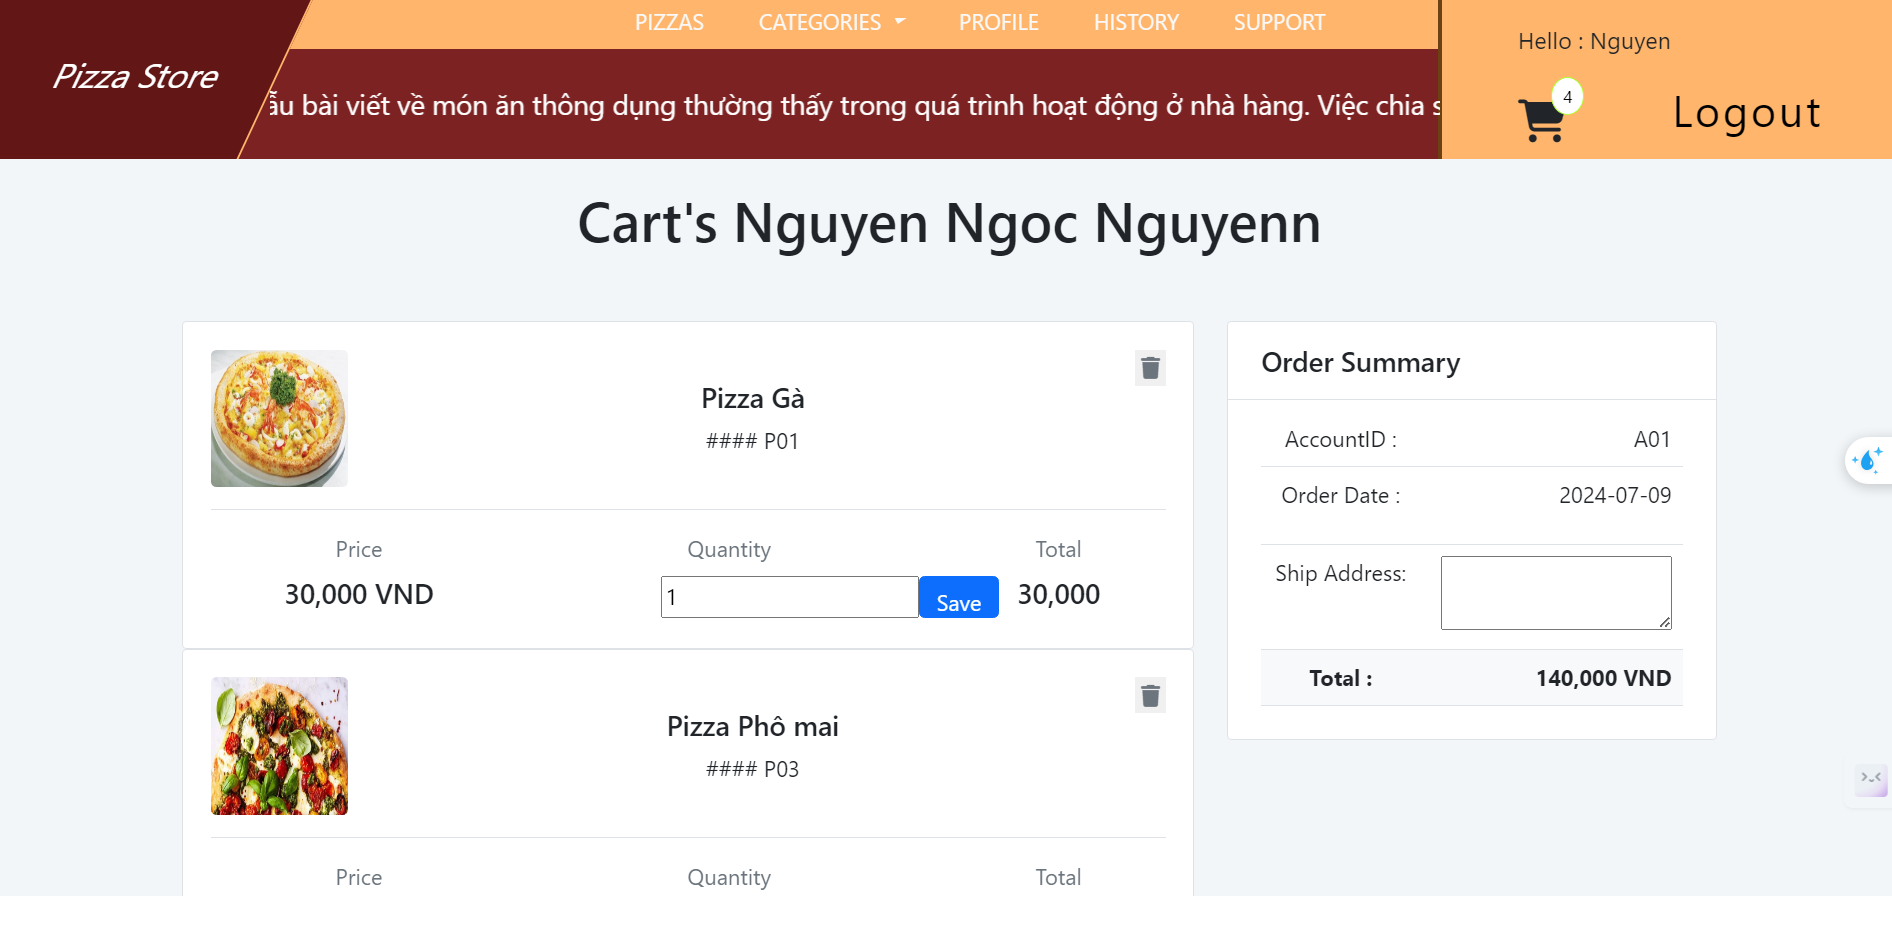 PIZZAS CATEGORIES PROFILE HISTORY SUPPORT
Hello : Nguyen
Pizza Store
bài viết về món ăn thông dụng thường thấy trong quá trình hoạt động ở nhà hàng. Việc chia
4
Logout
Cart's Nguyen Ngoc Nguyenn
Pizza Gà
#### P01
Price Quantity Total
30,000 VND 1 Save 30,000
Pizza Phô mai
#### P03
Price Quantity Total
Order Summary
AccountID : A01
Order Date : 2024-07-09
Ship Address:
Total : 140,000 VND